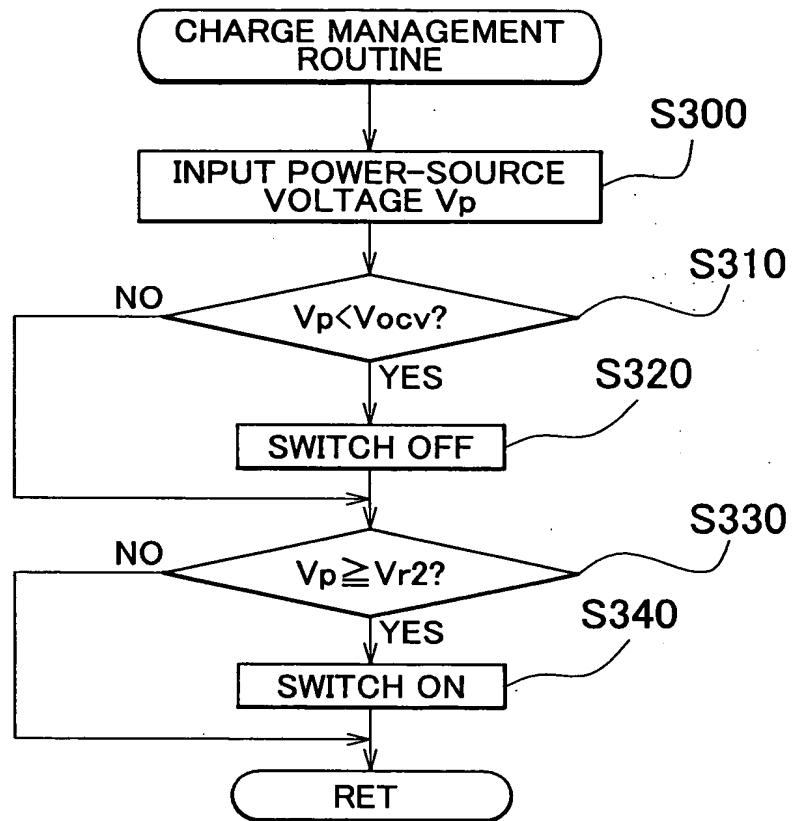 CHARGE MANAGEMENT
ROUTINE
S300
INPUT POWER-SOURCE
VOLTAGE Vp
S310
NO
Vp<Vocv?
YES
S320
SWITCH OFF
S330
NO
Vp≧Vr2?
YES
S340
SWITCH ON
RET